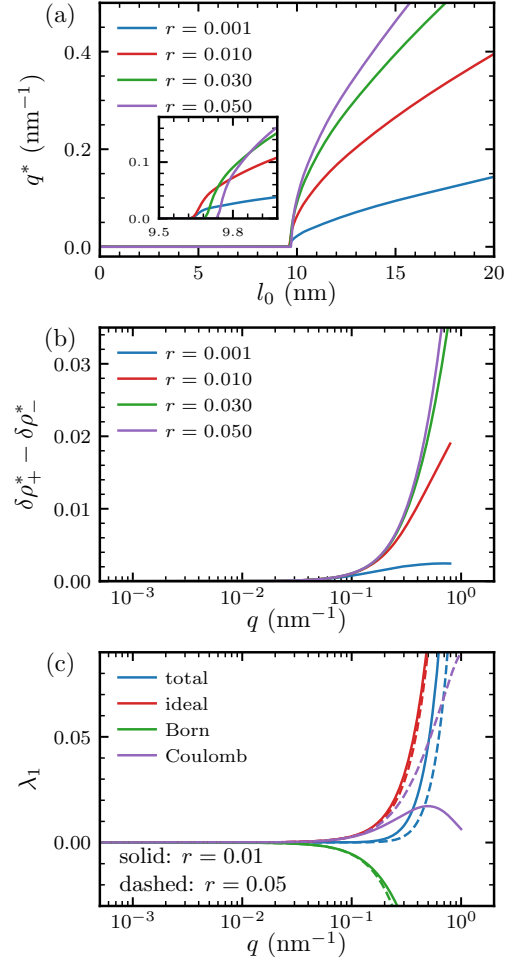 (a)
r = 0.001
r = 0.010
r = 0.030
r = 0.050
0.4
0.2
0.0
q* (nm⁻¹)
0.1
0.0
9.5
9.8
0
5
10
15
20
l₀ (nm)
(b)
r = 0.001
r = 0.010
r = 0.030
r = 0.050
0.03
0.02
0.01
0.00
δρ₊* − δρ₋*
10⁻³
10⁻²
10⁻¹
10⁰
q (nm⁻¹)
(c)
total
ideal
Born
Coulomb
0.05
0.00
λ₁
solid: r = 0.01
dashed: r = 0.05
10⁻³
10⁻²
10⁻¹
10⁰
q (nm⁻¹)